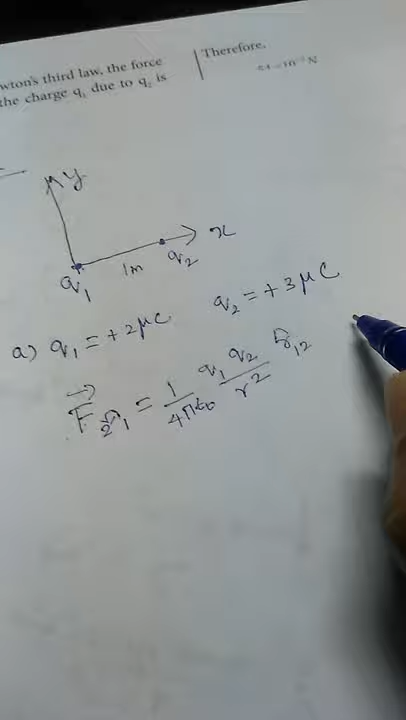 wton's third law, the force
the charge q₁ due to q₂ is
Therefore,
y
x
q₁
1m
q₂
a) q₁ = +2μC
q₂ = +3μC
F⃗₂₁ = 1/4πε₀ q₁q₂/r² r̂₁₂